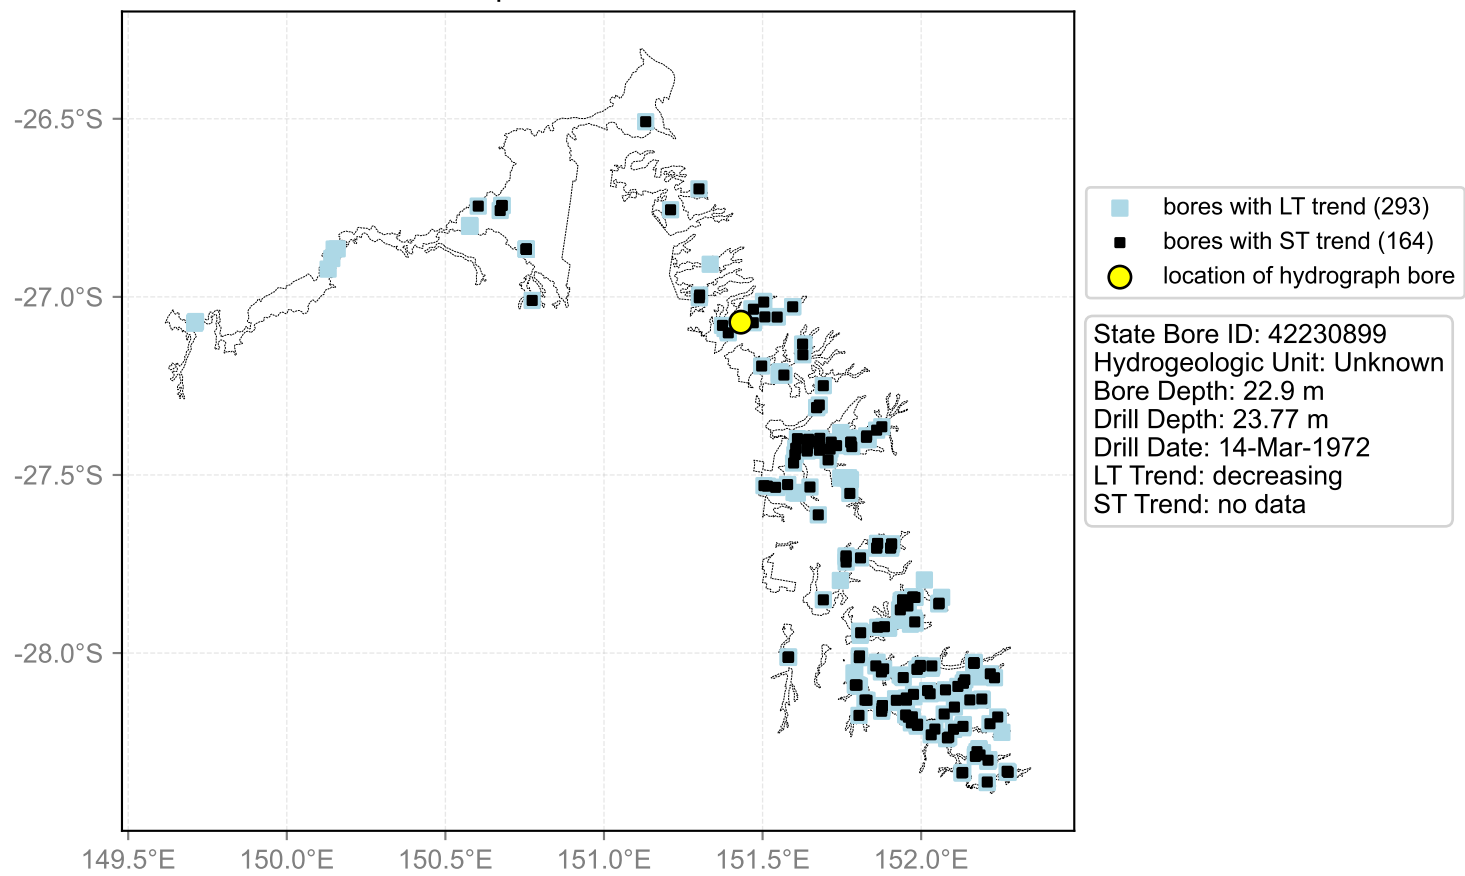 -26.5°S
-27.0°S
-27.5°S
-28.0°S
149.5°E 150.0°E 150.5°E 151.0°E 151.5°E 152.0°E
bores with LT trend (293)
bores with ST trend (164)
location of hydrograph bore
State Bore ID: 42230899
Hydrogeologic Unit: Unknown
Bore Depth: 22.9 m
Drill Depth: 23.77 m
Drill Date: 14-Mar-1972
LT Trend: decreasing
ST Trend: no data